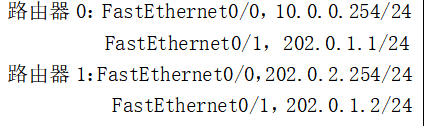 路由器 0：FastEthernet0/0，10.0.0.254/24
FastEthernet0/1，202.0.1.1/24
路由器 1:FastEthernet0/0,202.0.2.254/24
FastEthernet0/1，202.0.1.2/24